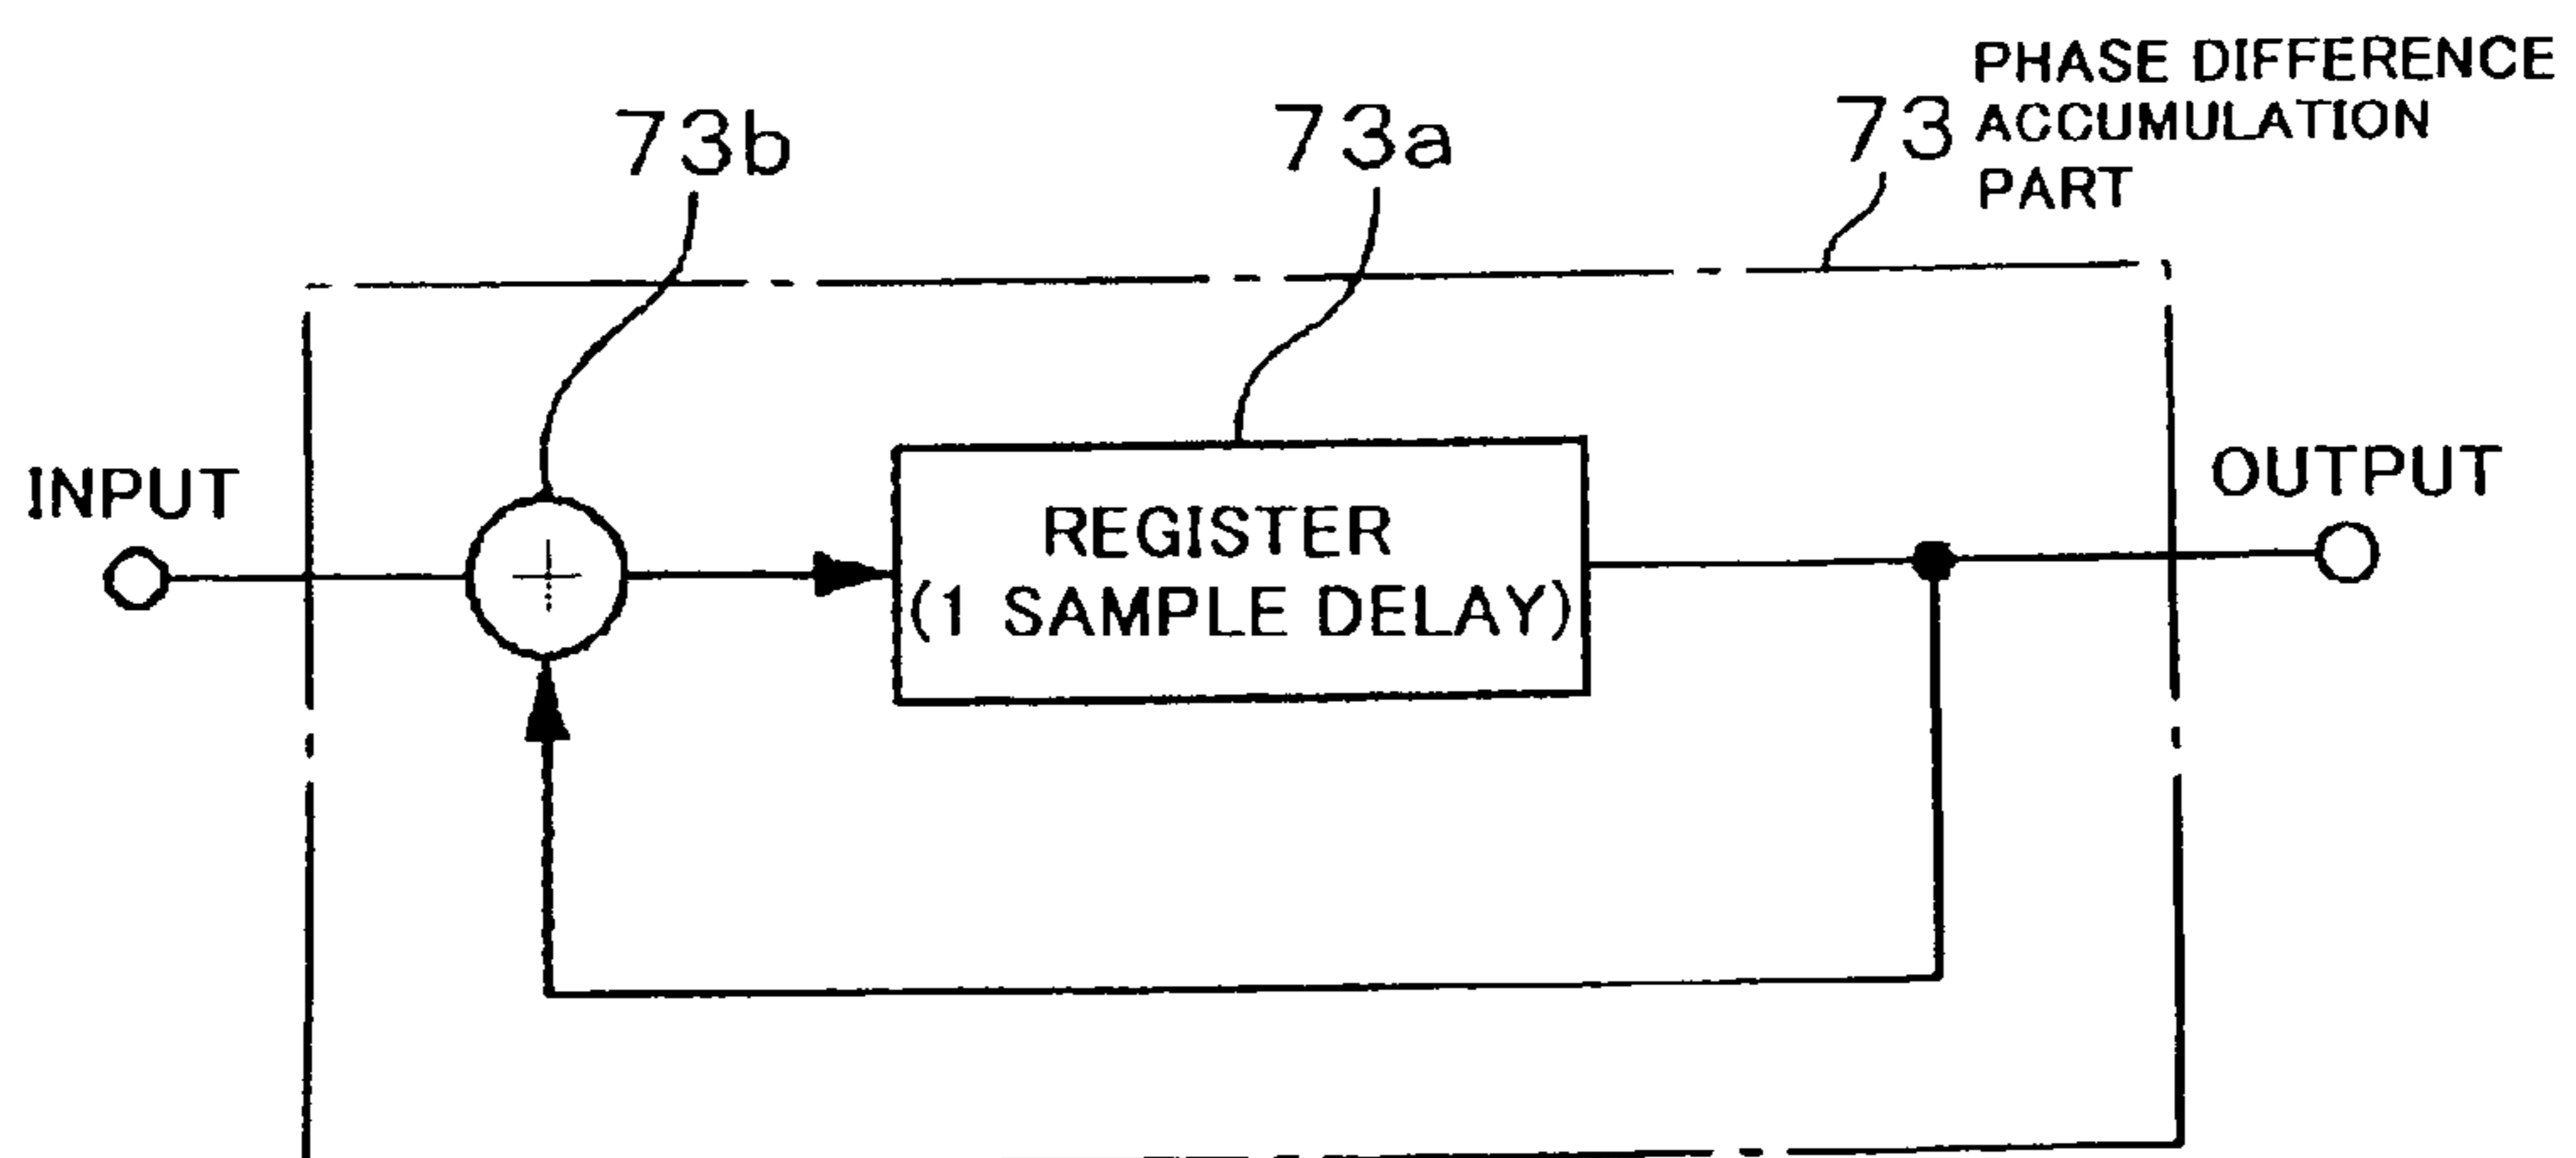 PHASE DIFFERENCE
73 ACCUMULATION
PART
73b
73a
INPUT
OUTPUT
REGISTER
(1 SAMPLE DELAY)